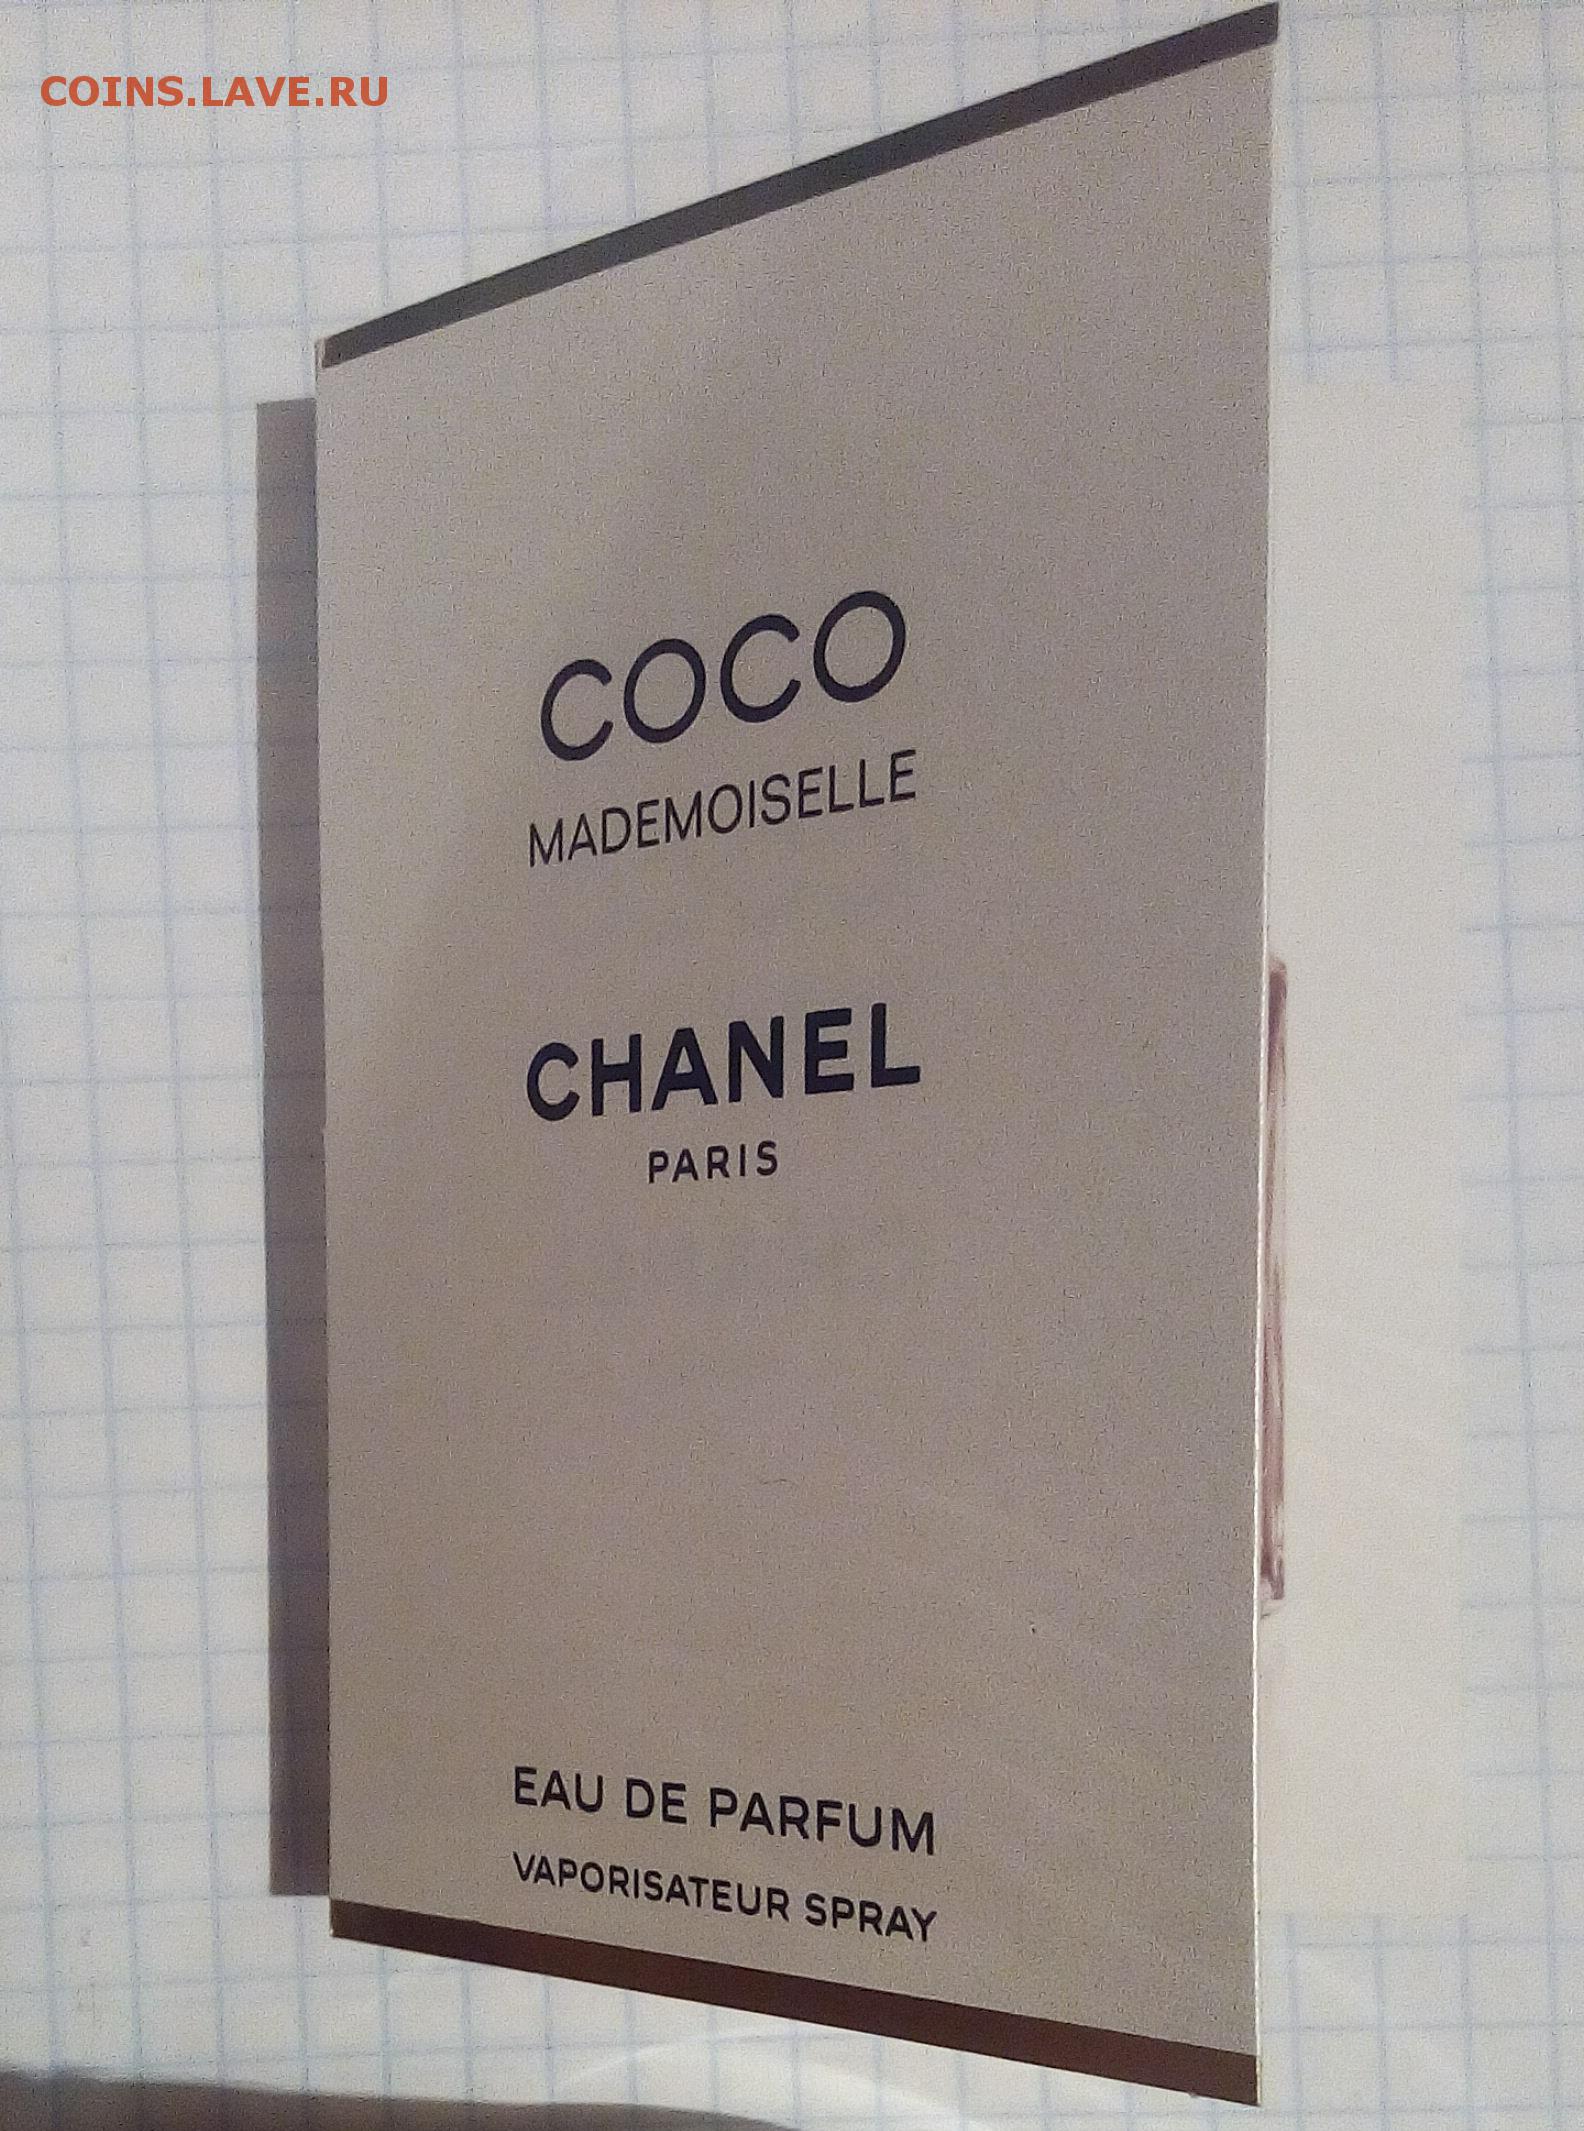 COINS.LAVE.RU
COCO
MADEMOISELLE
CHANEL
PARIS
EAU DE PARFUM
VAPORISATEUR SPRAY